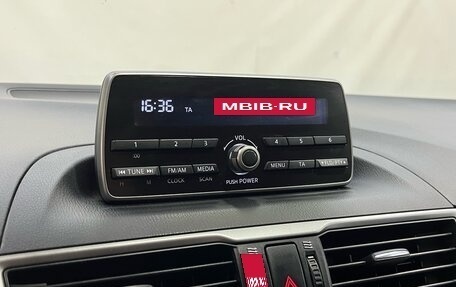 16:36 TA
MBIB-RU
VOL
1 2 3 4 5 6
TUNE FM/AM MEDIA MENU TA
H M CLOCK SCAN
PUSH POWER